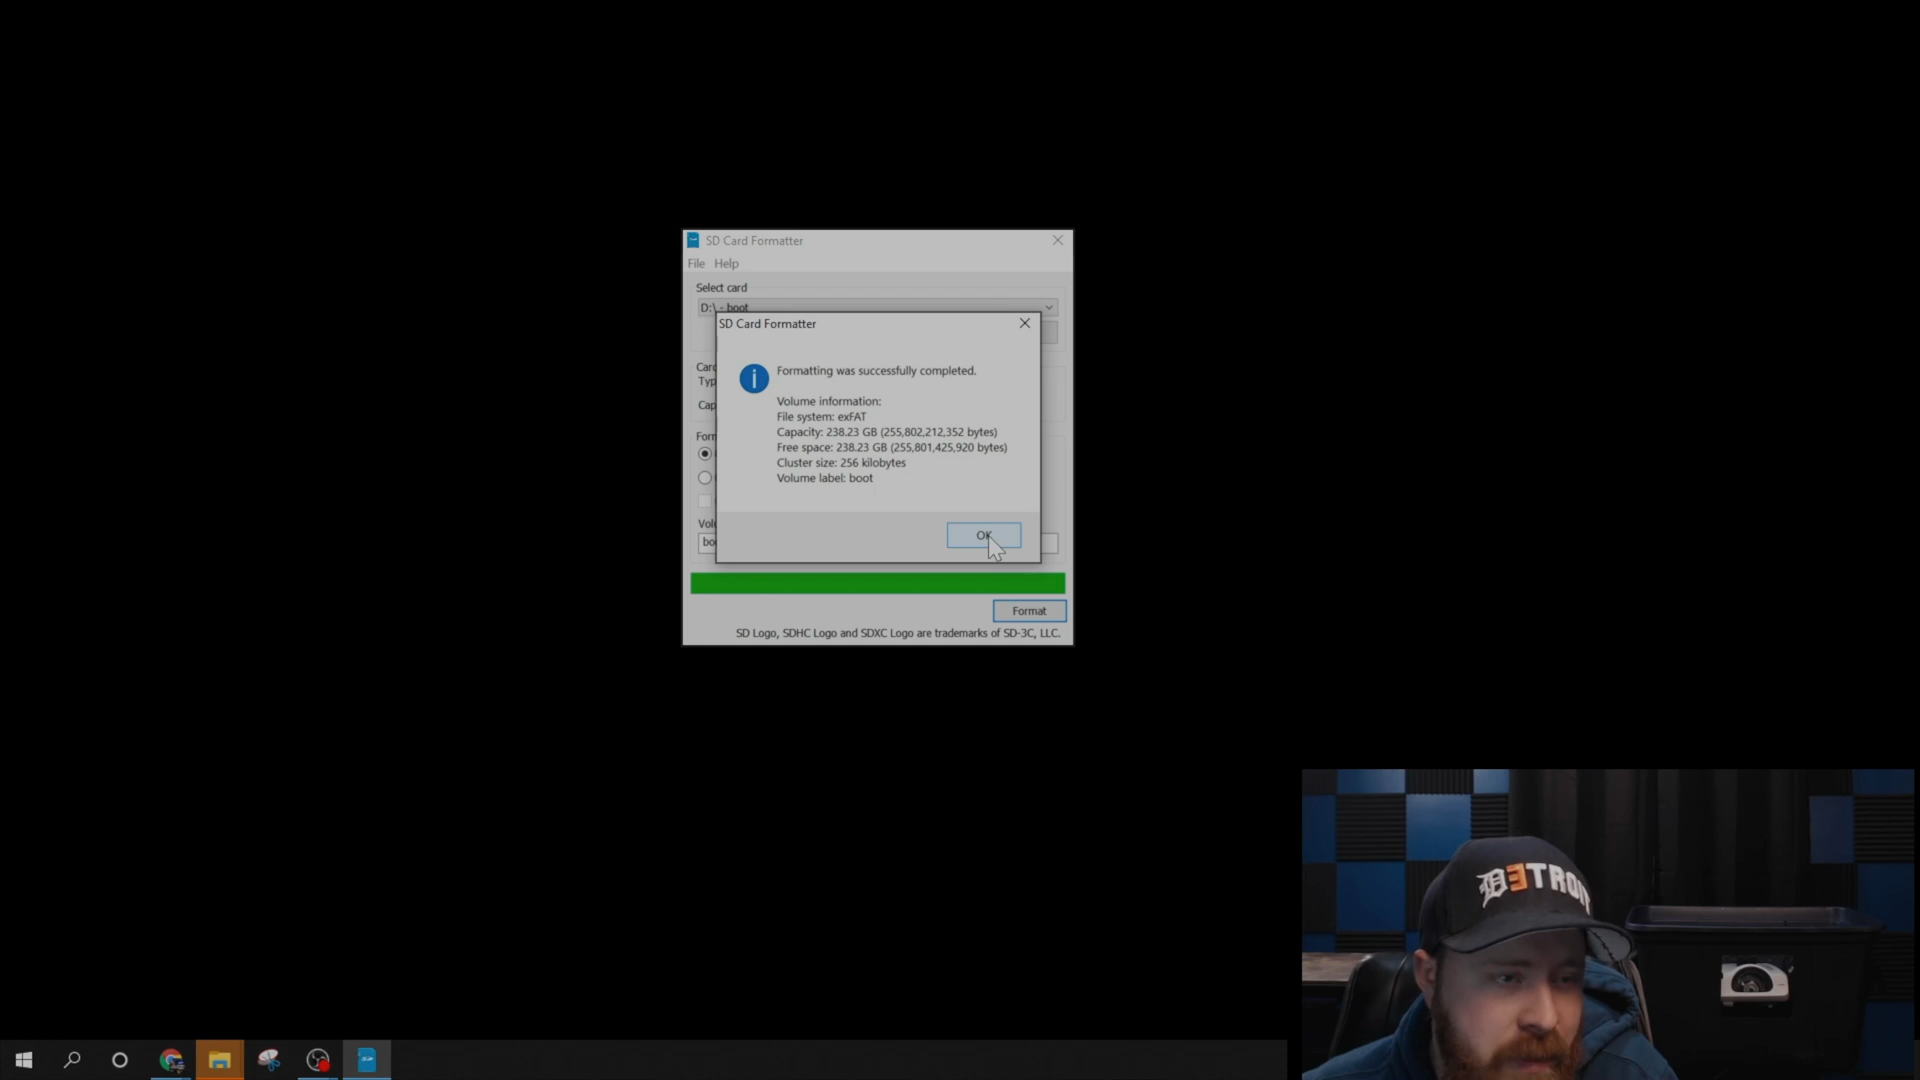 SD Card Formatter
File Help
Select card
D:\ - boot
SD Card Formatter
Formatting was successfully completed.
Volume information:
File system: exFAT
Capacity: 238.23 GB (255,802,212,352 bytes)
Free space: 238.23 GB (255,801,425,920 bytes)
Cluster size: 256 kilobytes
Volume label: boot
OK
Format
SD Logo, SDHC Logo and SDXC Logo are trademarks of SD-3C, LLC.
DETROIT